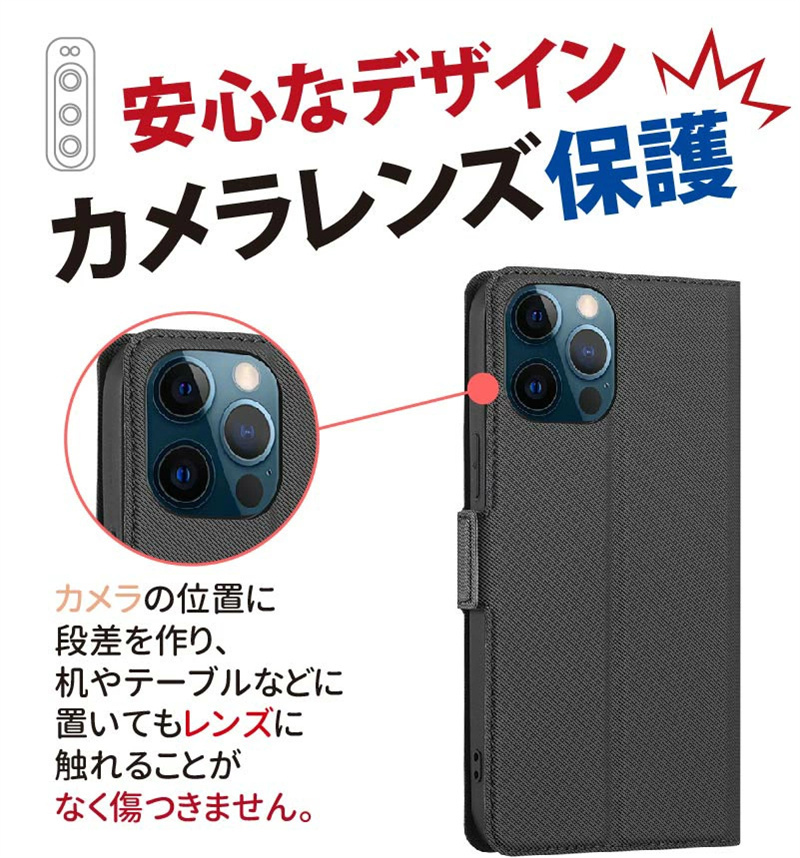 安心なデザイン
カメラレンズ保護
カメラの位置に
段差を作り、
机やテーブルなどに
置いてもレンズに
触れることが
なく傷つきません。